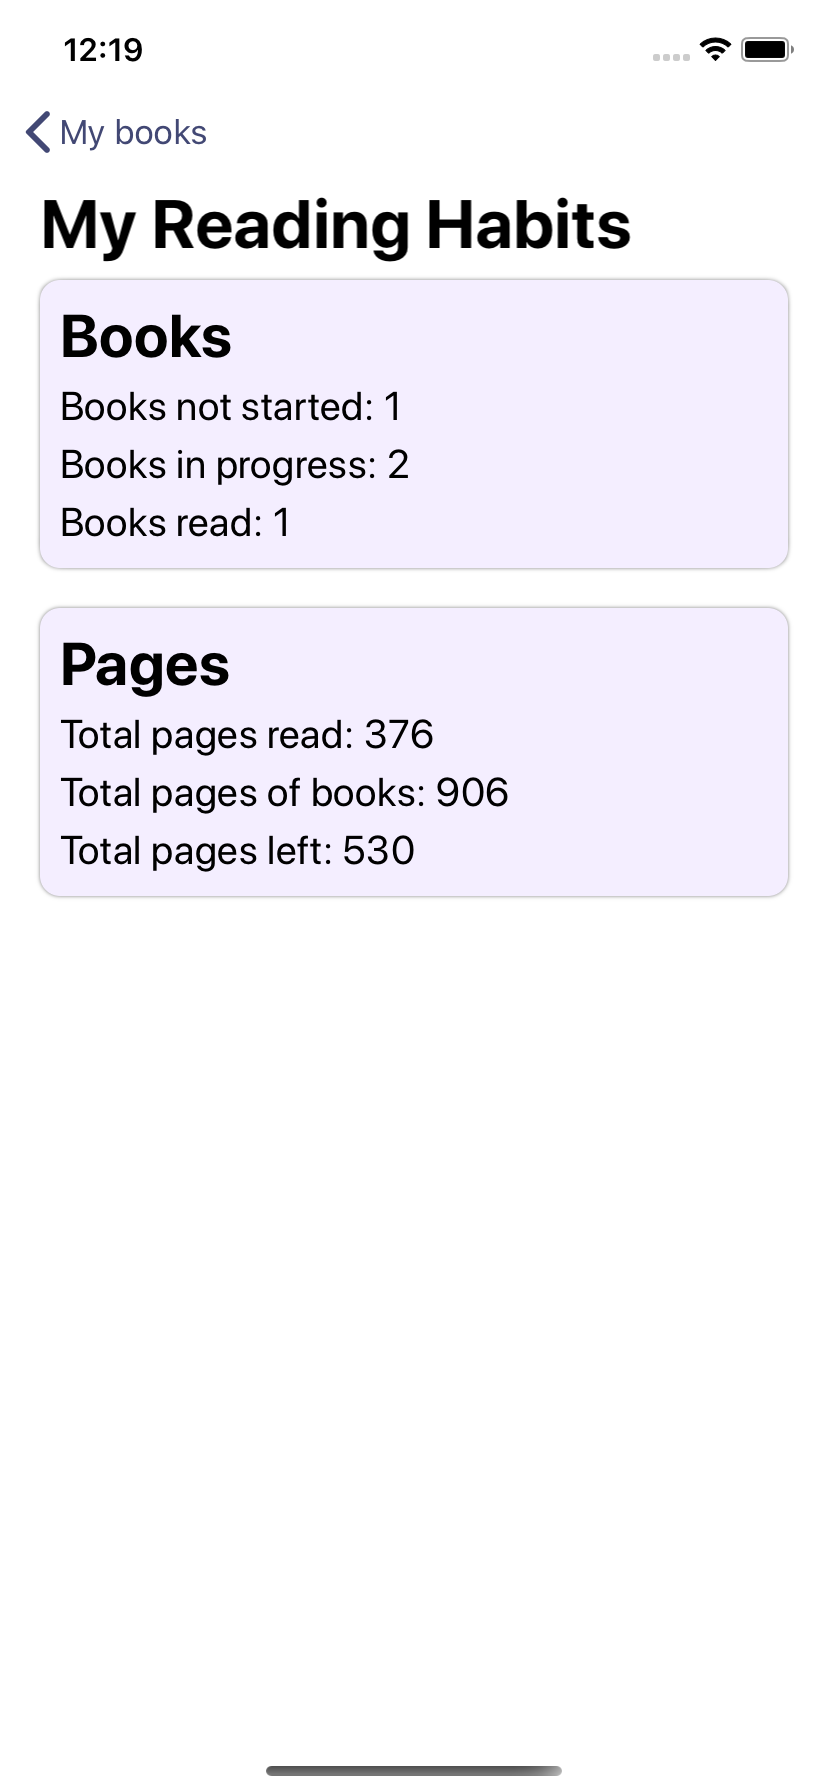 12:19
My books
My Reading Habits
Books
Books not started: 1
Books in progress: 2
Books read: 1
Pages
Total pages read: 376
Total pages of books: 906
Total pages left: 530